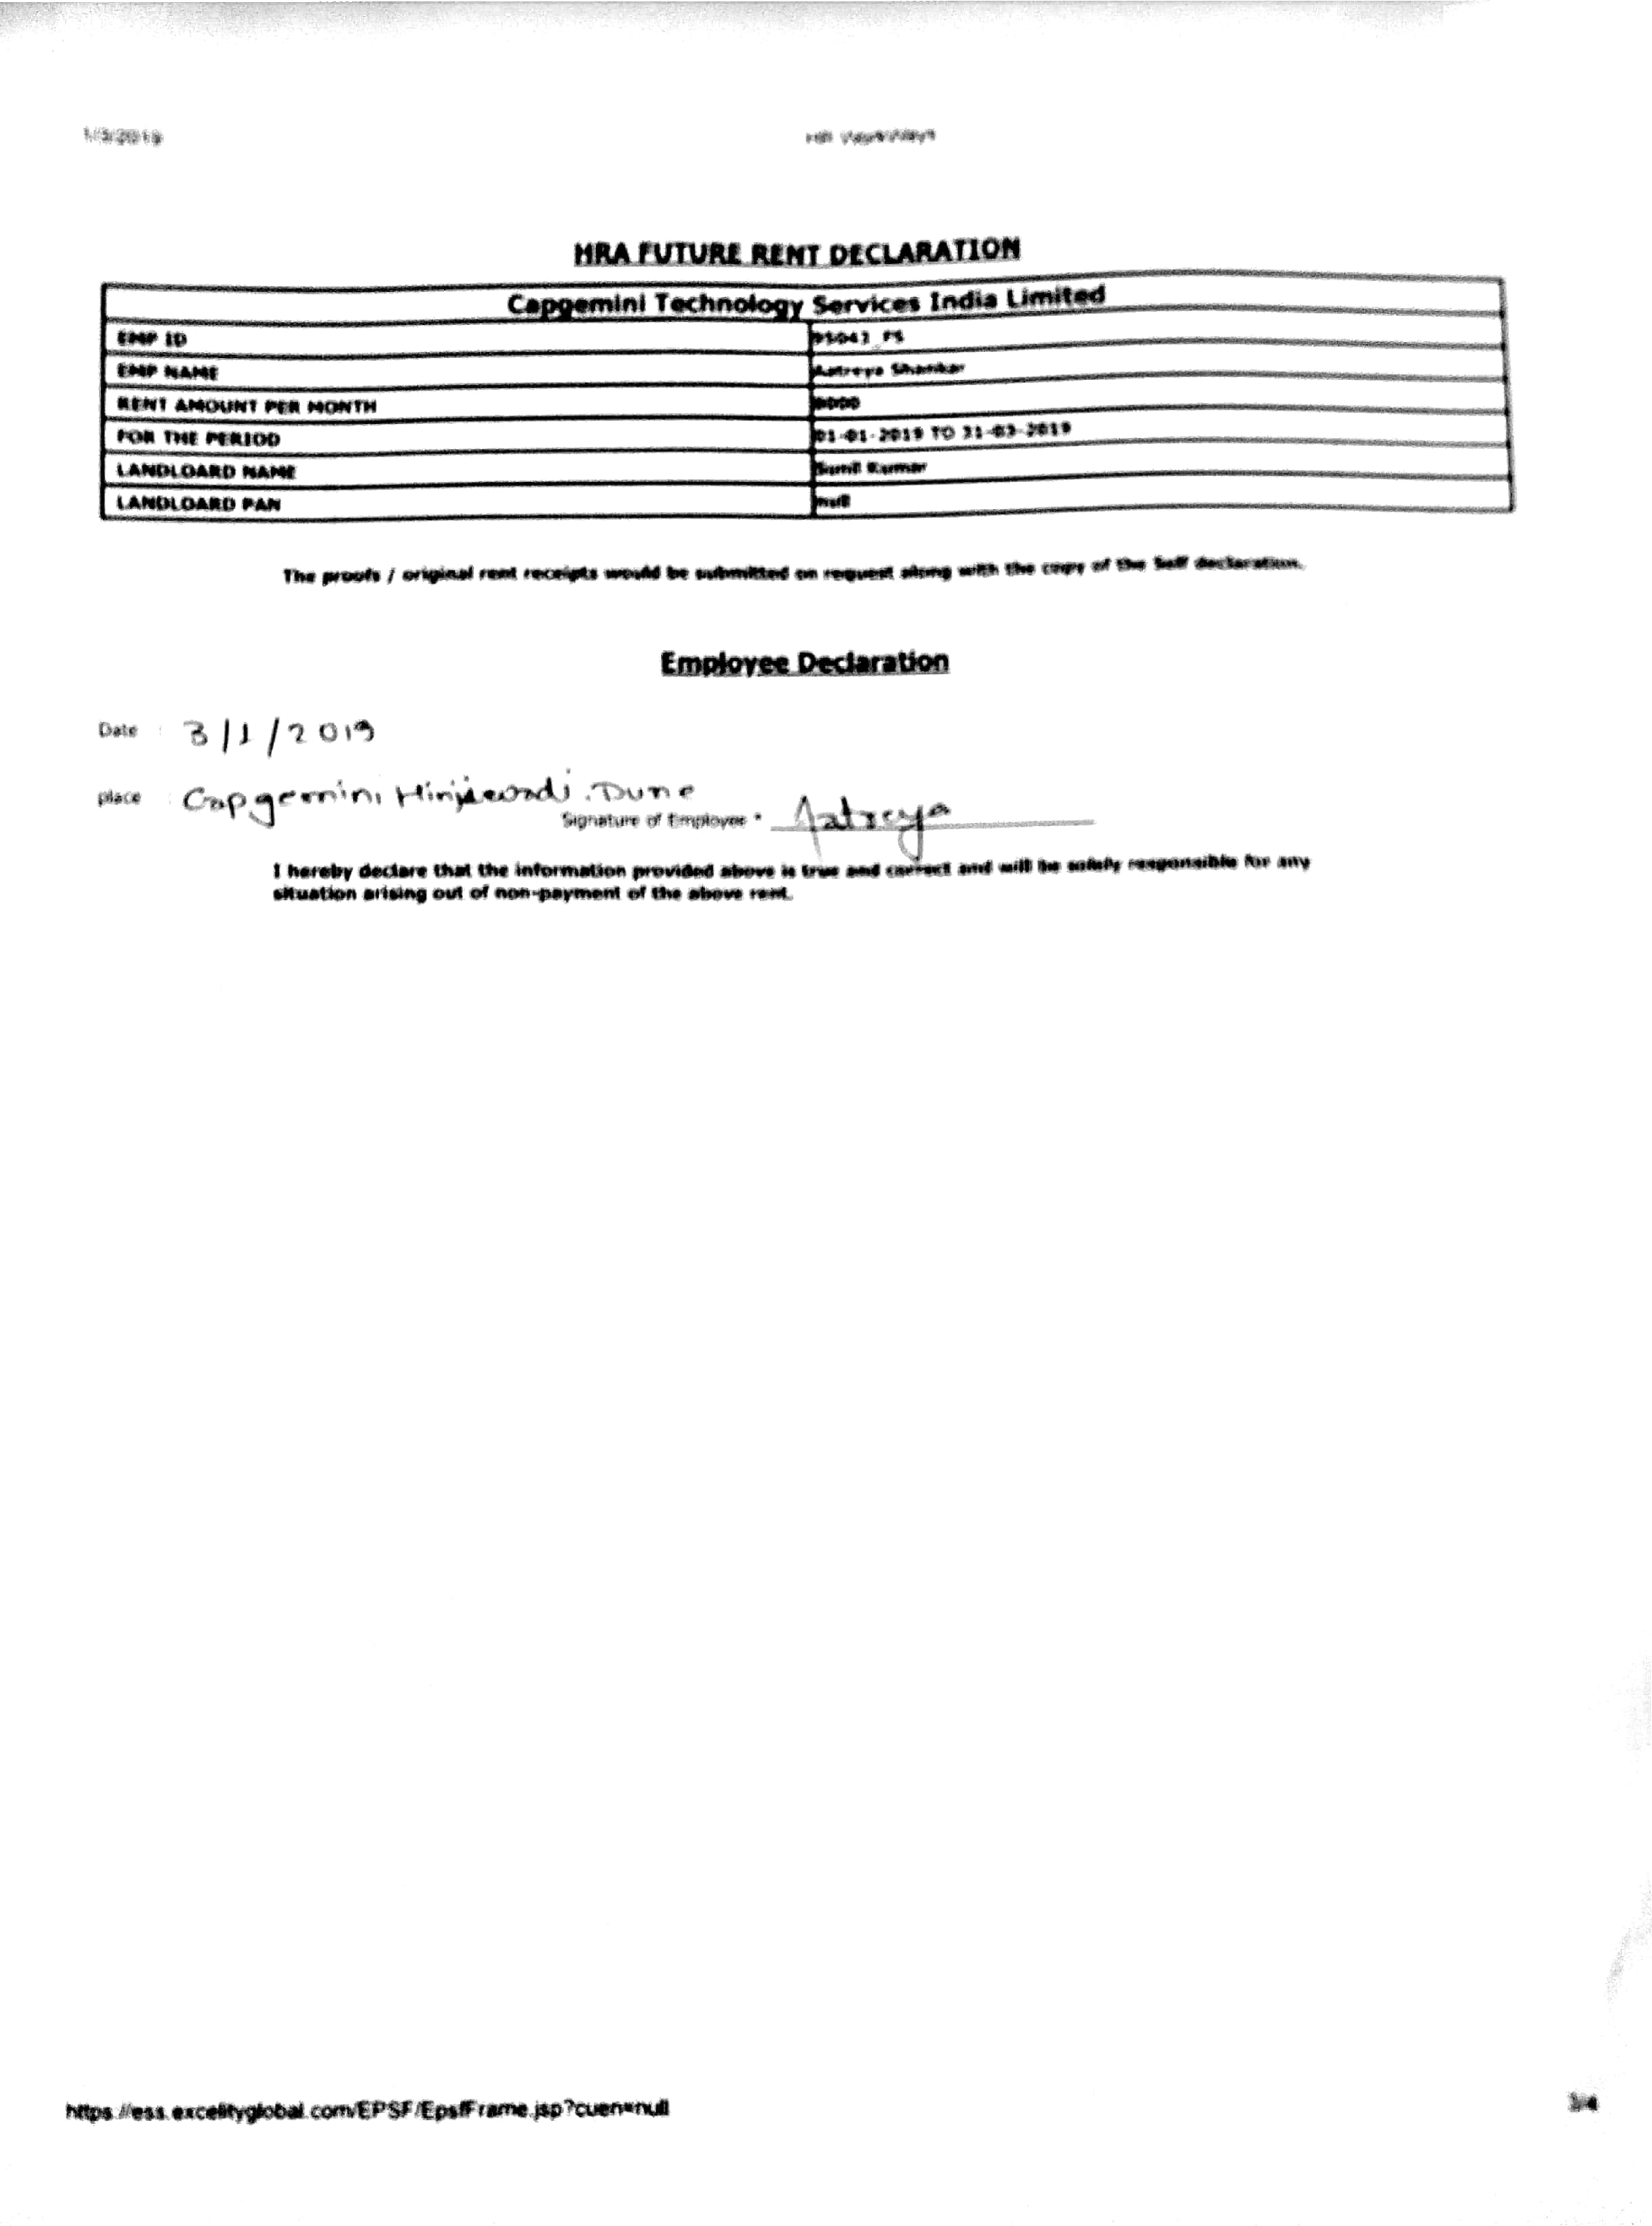 1/3/2019
HR WorkWays
HRA FUTURE RENT DECLARATION
Capgemini Technology Services India Limited
EMP ID
EMP NAME Aatreya Shankar
RENT AMOUNT PER MONTH
FOR THE PERIOD 01-01-2019 TO 31-03-2019
LANDLOARD NAME Sunil Kumar
LANDLOARD PAN null
The proofs / original rent receipts would be submitted on request along with the copy of the Self declaration.
Employee Declaration
Date : 3/1/2019
place : Capgemini Hinjewadi, Pune
Signature of Employee * Aatreya
I hereby declare that the information provided above is true and correct and will be solely responsible for any
situation arising out of non-payment of the above rent.
https://ess.excelityglobal.com/EPSF/EpsfFrame.jsp?cuen=null